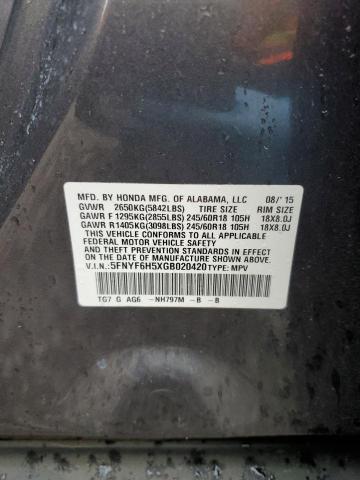 MFD. BY HONDA MFG. OF ALABAMA, LLC 08/'15
GVWR 2650KG(5842LBS) TIRE SIZE RIM SIZE
GAWR F 1295KG(2855LBS) 245/60R18 105H 18X8.0J
GAWR R1405KG(3098LBS) 245/60R18 105H 18X8.0J
THIS VEHICLE CONFORMS TO ALL APPLICABLE
FEDERAL MOTOR VEHICLE SAFETY
AND THEFT PREVENTION STANDARDS IN EFFECT
ON THE DATE OF MANUFACTURE SHOWN ABOVE.
V.I.N.: 5FNYF6H5XGB020420 TYPE: MPV
TG7 G AG6 -NH797M -B -B